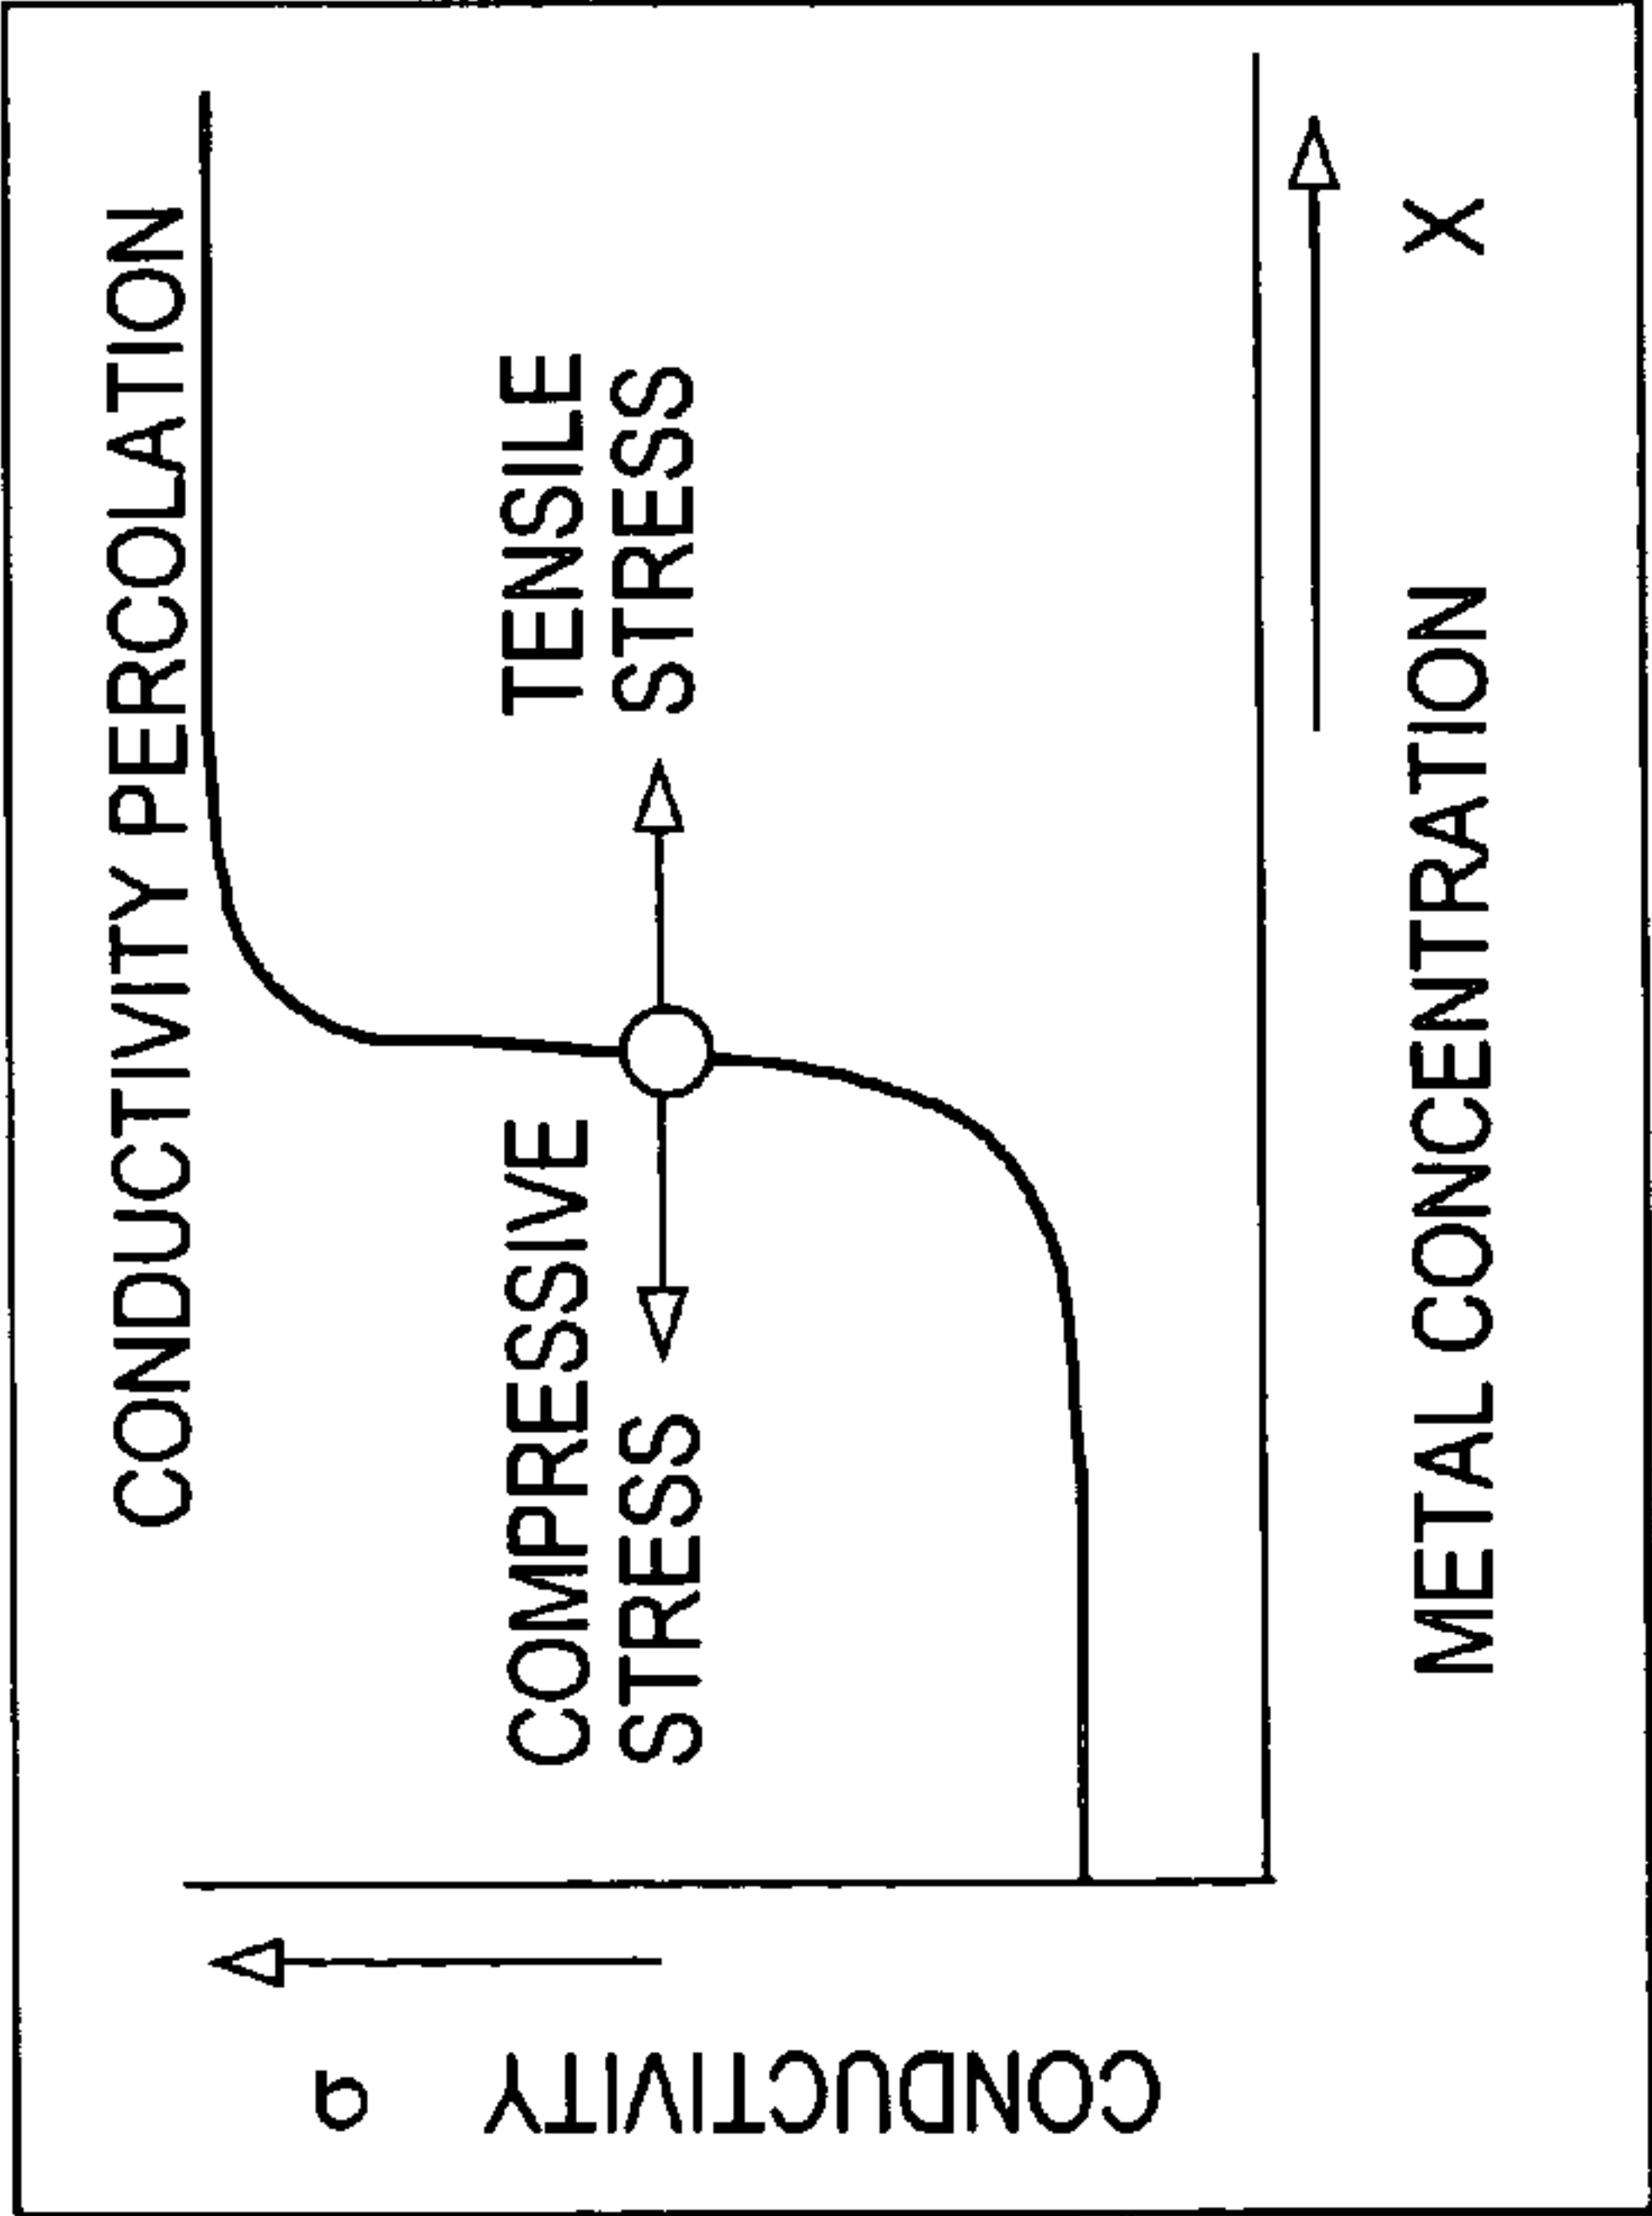 CONDUCTIVITY PERCOLATION
COMPRESSIVE
STRESS
TENSILE
STRESS
CONDUCTIVITY σ
METAL CONCENTRATION X